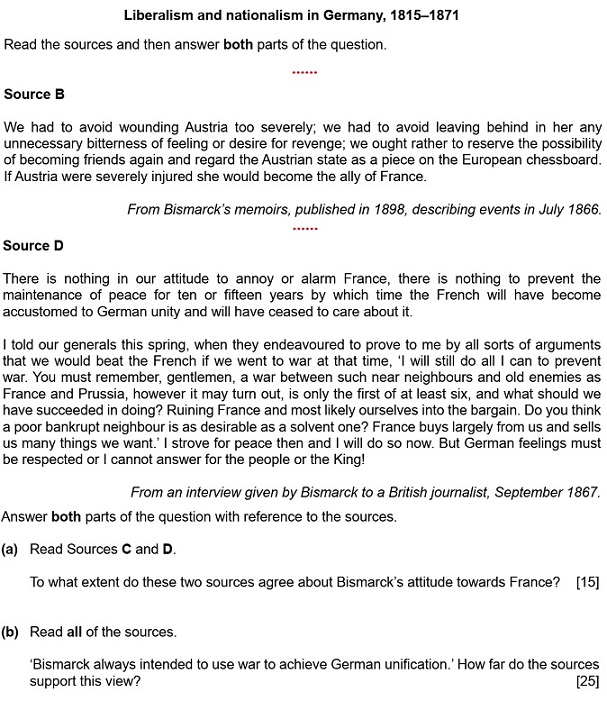 Liberalism and nationalism in Germany, 1815–1871
Read the sources and then answer both parts of the question.
......
Source B
We had to avoid wounding Austria too severely; we had to avoid leaving behind in her any
unnecessary bitterness of feeling or desire for revenge; we ought rather to reserve the possibility
of becoming friends again and regard the Austrian state as a piece on the European chessboard.
If Austria were severely injured she would become the ally of France.
From Bismarck's memoirs, published in 1898, describing events in July 1866.
......
Source D
There is nothing in our attitude to annoy or alarm France, there is nothing to prevent the
maintenance of peace for ten or fifteen years by which time the French will have become
accustomed to German unity and will have ceased to care about it.
I told our generals this spring, when they endeavoured to prove to me by all sorts of arguments
that we would beat the French if we went to war at that time, 'I will still do all I can to prevent
war. You must remember, gentlemen, a war between such near neighbours and old enemies as
France and Prussia, however it may turn out, is only the first of at least six, and what should we
have succeeded in doing? Ruining France and most likely ourselves into the bargain. Do you think
a poor bankrupt neighbour is as desirable as a solvent one? France buys largely from us and sells
us many things we want.' I strove for peace then and I will do so now. But German feelings must
be respected or I cannot answer for the people or the King!
From an interview given by Bismarck to a British journalist, September 1867.
Answer both parts of the question with reference to the sources.
(a) Read Sources C and D.
To what extent do these two sources agree about Bismarck's attitude towards France? [15]
(b) Read all of the sources.
'Bismarck always intended to use war to achieve German unification.' How far do the sources
support this view? [25]